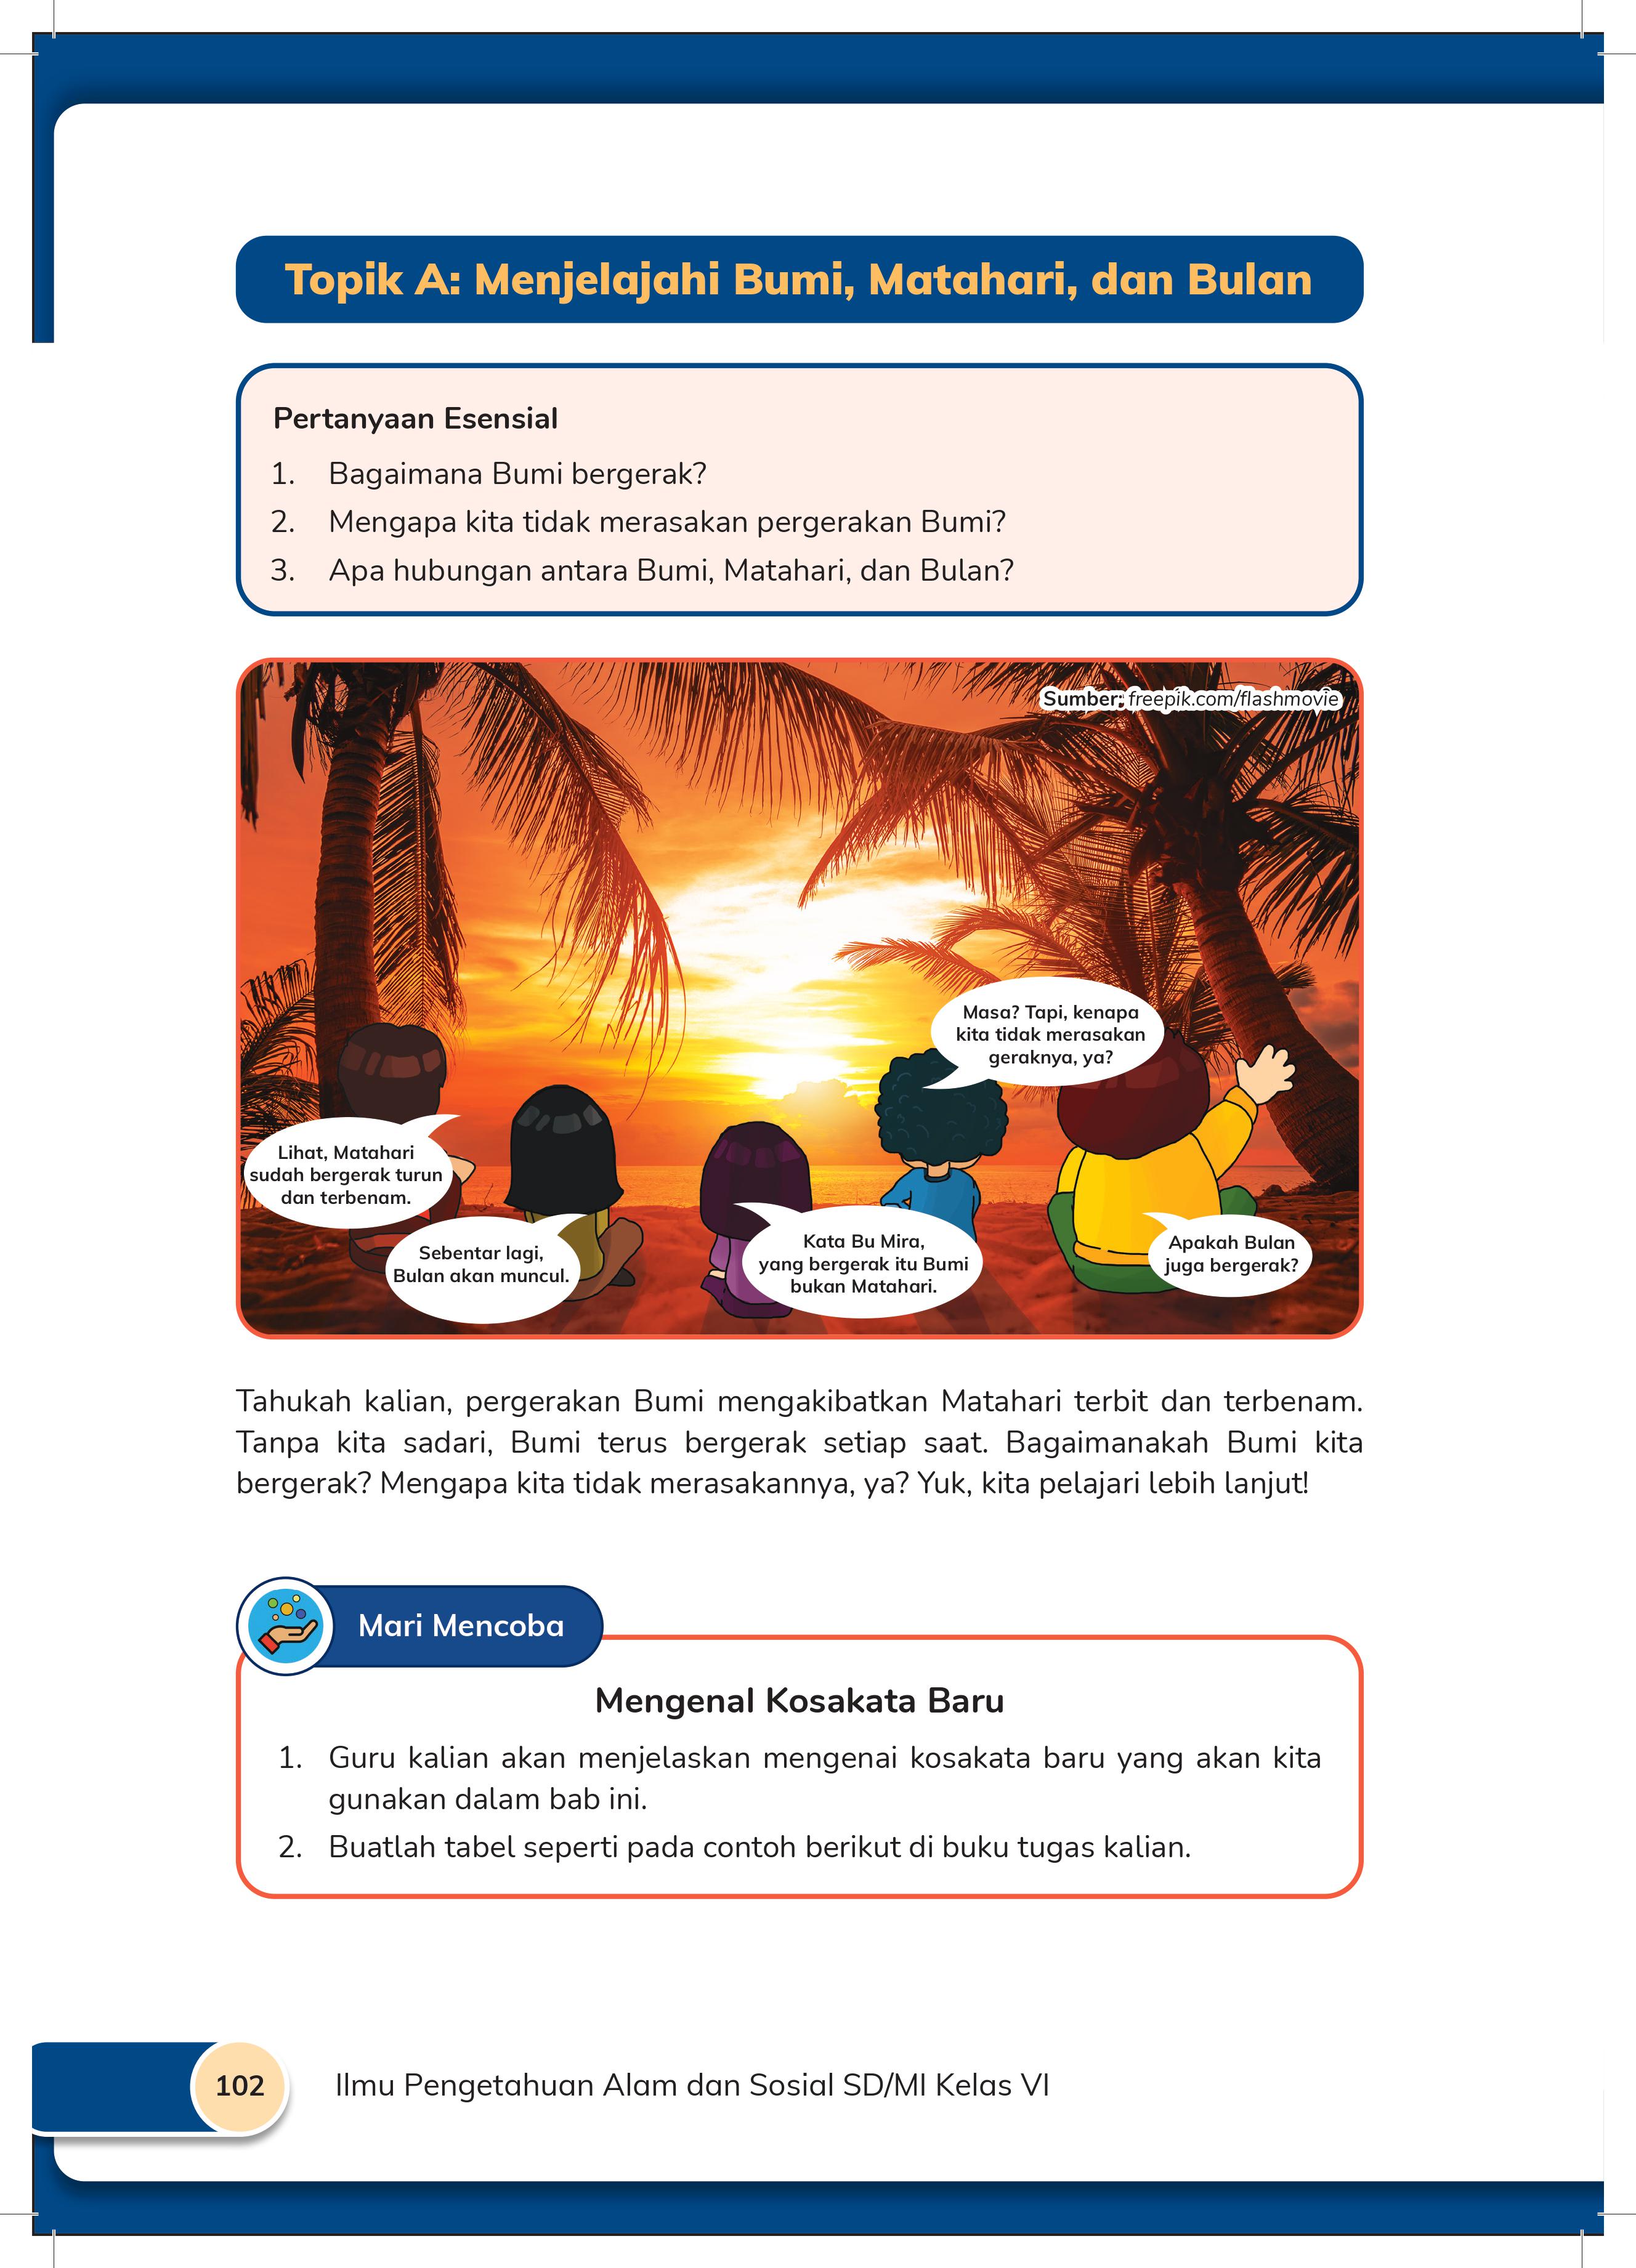 Topik A: Menjelajahi Bumi, Matahari, dan Bulan
Pertanyaan Esensial
1. Bagaimana Bumi bergerak?
2. Mengapa kita tidak merasakan pergerakan Bumi?
3. Apa hubungan antara Bumi, Matahari, dan Bulan?
Sumber: freepik.com/flashmovie
Masa? Tapi, kenapa
kita tidak merasakan
geraknya, ya?
Lihat, Matahari
sudah bergerak turun
dan terbenam.
Sebentar lagi,
Bulan akan muncul.
Kata Bu Mira,
yang bergerak itu Bumi
bukan Matahari.
Apakah Bulan
juga bergerak?
Tahukah kalian, pergerakan Bumi mengakibatkan Matahari terbit dan terbenam.
Tanpa kita sadari, Bumi terus bergerak setiap saat. Bagaimanakah Bumi kita
bergerak? Mengapa kita tidak merasakannya, ya? Yuk, kita pelajari lebih lanjut!
Mari Mencoba
Mengenal Kosakata Baru
1. Guru kalian akan menjelaskan mengenai kosakata baru yang akan kita
gunakan dalam bab ini.
2. Buatlah tabel seperti pada contoh berikut di buku tugas kalian.
102
Ilmu Pengetahuan Alam dan Sosial SD/MI Kelas VI